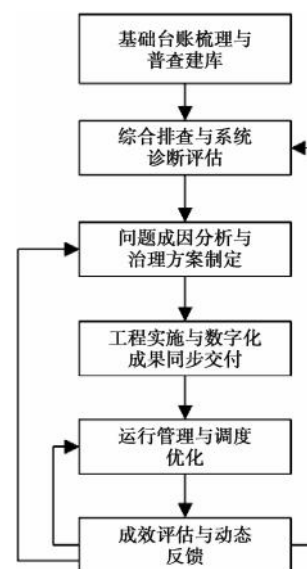 基础台账梳理与
普查建库
综合排查与系统
诊断评估
问题成因分析与
治理方案制定
工程实施与数字化
成果同步交付
运行管理与调度
优化
成效评估与动态
反馈